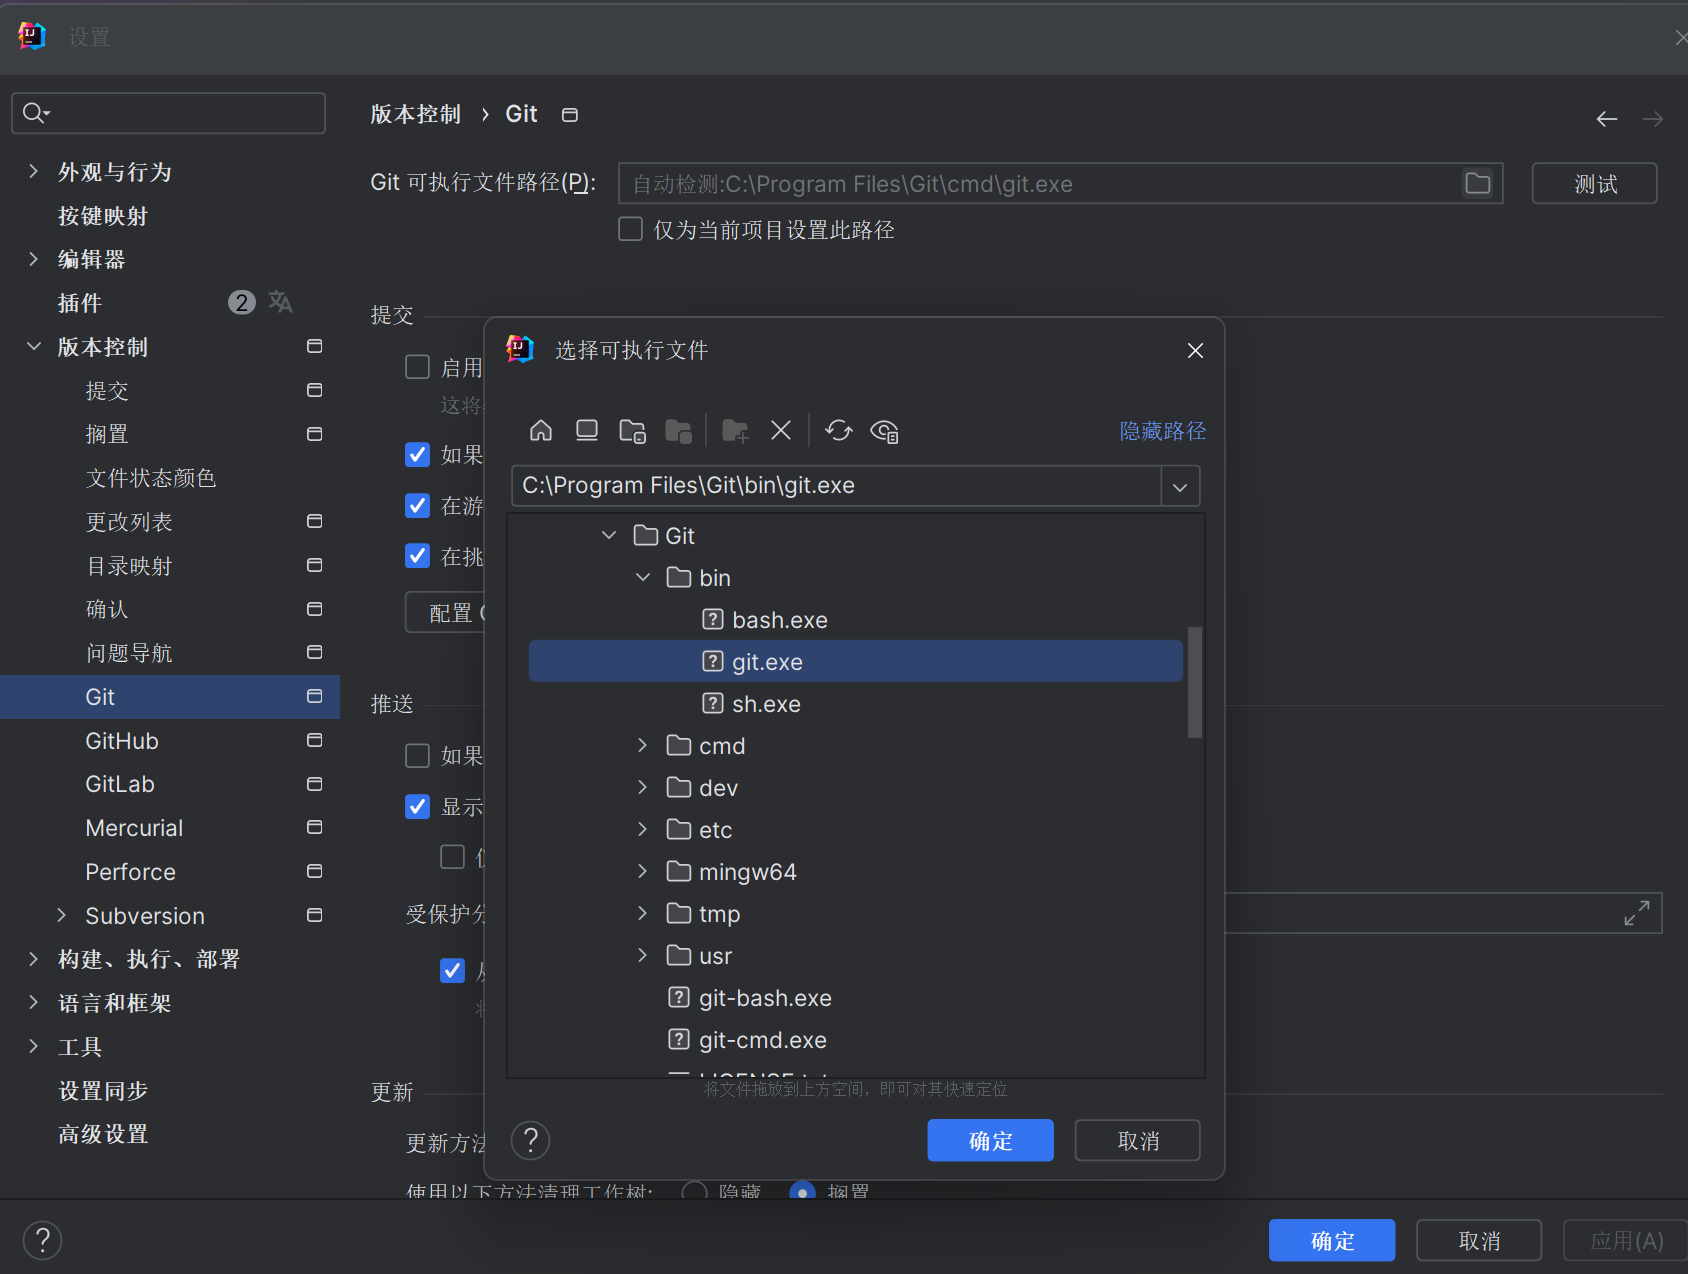 设置
版本控制 › Git
Git 可执行文件路径(P):
自动检测:C:\Program Files\Git\cmd\git.exe
测试
仅为当前项目设置此路径
外观与行为
按键映射
编辑器
插件
2
版本控制
提交
搁置
文件状态颜色
更改列表
目录映射
确认
问题导航
Git
GitHub
GitLab
Mercurial
Perforce
Subversion
构建、执行、部署
语言和框架
工具
设置同步
高级设置
提交
启用
这将
如果
在游
在挑
配置
推送
如果
显示
受保护
更新
更新方法
使用以下方法清理工作树:
隐藏
搁置
选择可执行文件
隐藏路径
C:\Program Files\Git\bin\git.exe
Git
bin
bash.exe
git.exe
sh.exe
cmd
dev
etc
mingw64
tmp
usr
git-bash.exe
git-cmd.exe
将文件拖放到上方空间，即可对其快速定位
?
确定
取消
?
确定
取消
应用(A)